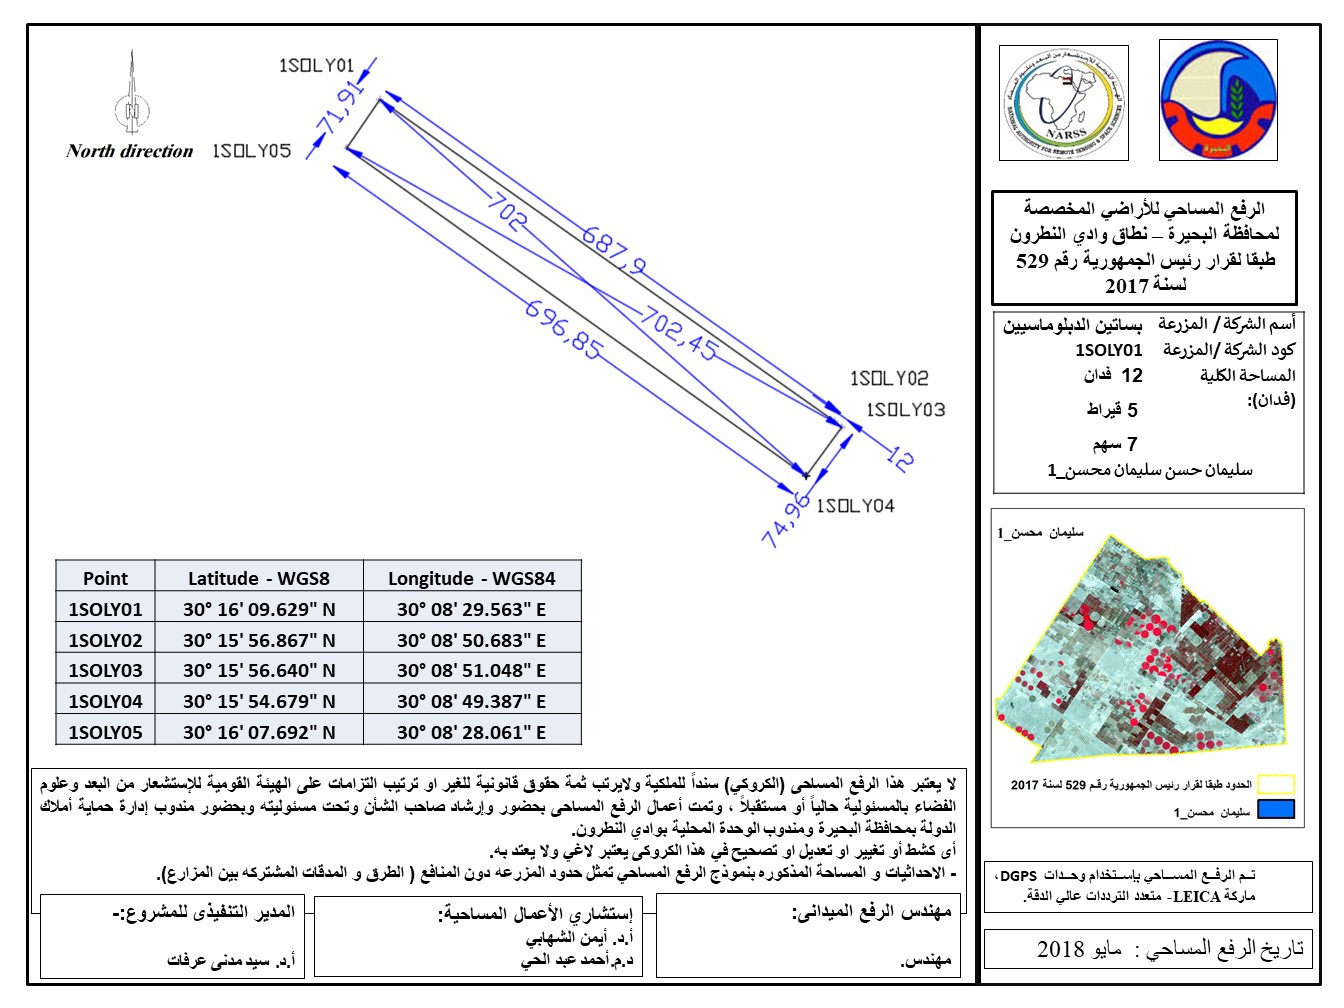 1SOLY01
71,91
North direction
1SOLY05
702
687,9
702,45
696,85
1SOLY02
1SOLY03
12
1SOLY04
74,96
Point Latitude - WGS8 Longitude - WGS84
1SOLY01 30° 16' 09.629" N 30° 08' 29.563" E
1SOLY02 30° 15' 56.867" N 30° 08' 50.683" E
1SOLY03 30° 15' 56.640" N 30° 08' 51.048" E
1SOLY04 30° 15' 54.679" N 30° 08' 49.387" E
1SOLY05 30° 16' 07.692" N 30° 08' 28.061" E
NARSS
NATIONAL AUTHORITY FOR REMOTE SENSING & SPACE SCIENCES
البحيرة
الرفع المساحي للأراضي المخصصة
لمحافظة البحيرة – نطاق وادي النطرون
طبقا لقرار رئيس الجمهورية رقم 529
لسنة 2017
أسم الشركة/ المزرعة بساتين الدبلوماسيين
كود الشركة /المزرعة 1SOLY01
المساحة الكلية 12 فدان
(فدان):
5 قيراط
7 سهم
سليمان حسن سليمان محسن_1
سليمان محسن_1
الحدود طبقا لقرار رئيس الجمهورية رقم 529 لسنة 2017
سليمان محسن_1
تم الرفع المساحي بإستخدام وحدات DGPS،
ماركة LEICA- متعدد الترددات عالي الدقة.
تاريخ الرفع المساحي : مايو 2018
لا يعتبر هذا الرفع المساحى (الكروكي) سنداً للملكية ولايرتب ثمة حقوق قانونية للغير او ترتيب التزامات على الهيئة القومية للإستشعار من البعد وعلوم
الفضاء بالمسئولية حالياً أو مستقبلاً ، وتمت أعمال الرفع المساحى بحضور وإرشاد صاحب الشأن وتحت مسئوليته وبحضور مندوب إدارة حماية أملاك
الدولة بمحافظة البحيرة ومندوب الوحدة المحلية بوادي النطرون.
أى كشط أو تغيير او تعديل او تصحيح في هذا الكروكى يعتبر لاغي ولا يعتد به.
- الاحداثيات و المساحة المذكوره بنموذج الرفع المساحي تمثل حدود المزرعه دون المنافع ( الطرق و المدقات المشتركه بين المزارع).
مهندس الرفع الميدانى:
مهندس.
إستشاري الأعمال المساحية:
أ.د. أيمن الشهابي
د.م.أحمد عبد الحي
المدير التنفيذى للمشروع:-
أ.د. سيد مدنى عرفات